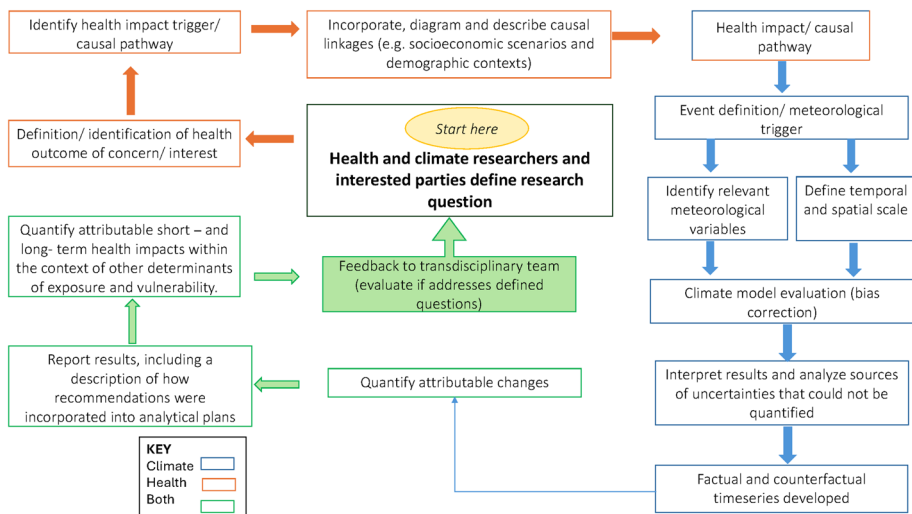 Identify health impact trigger/
causal pathway
Incorporate, diagram and describe causal
linkages (e.g. socioeconomic scenarios and
demographic contexts)
Health impact/ causal
pathway
Definition/ identification of health
outcome of concern/ interest
Start here
Health and climate researchers and
interested parties define research
question
Event definition/ meteorological
trigger
Identify relevant
meteorological
variables
Define temporal
and spatial scale
Quantify attributable short – and
long- term health impacts within
the context of other determinants
of exposure and vulnerability.
Feedback to transdisciplinary team
(evaluate if addresses defined
questions)
Climate model evaluation (bias
correction)
Report results, including a
description of how
recommendations were
incorporated into analytical plans
Quantify attributable changes
Interpret results and analyze sources
of uncertainties that could not be
quantified
Factual and counterfactual
timeseries developed
KEY
Climate
Health
Both